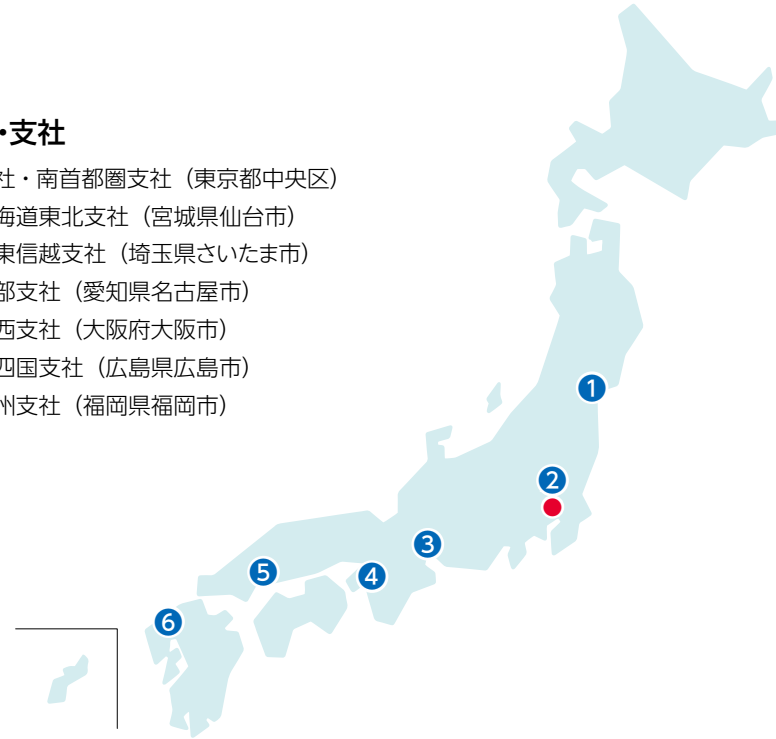 ・支社
社・南首都圏支社（東京都中央区）
海道東北支社（宮城県仙台市）
東信越支社（埼玉県さいたま市）
部支社（愛知県名古屋市）
西支社（大阪府大阪市）
四国支社（広島県広島市）
州支社（福岡県福岡市）
1
2
3
4
5
6